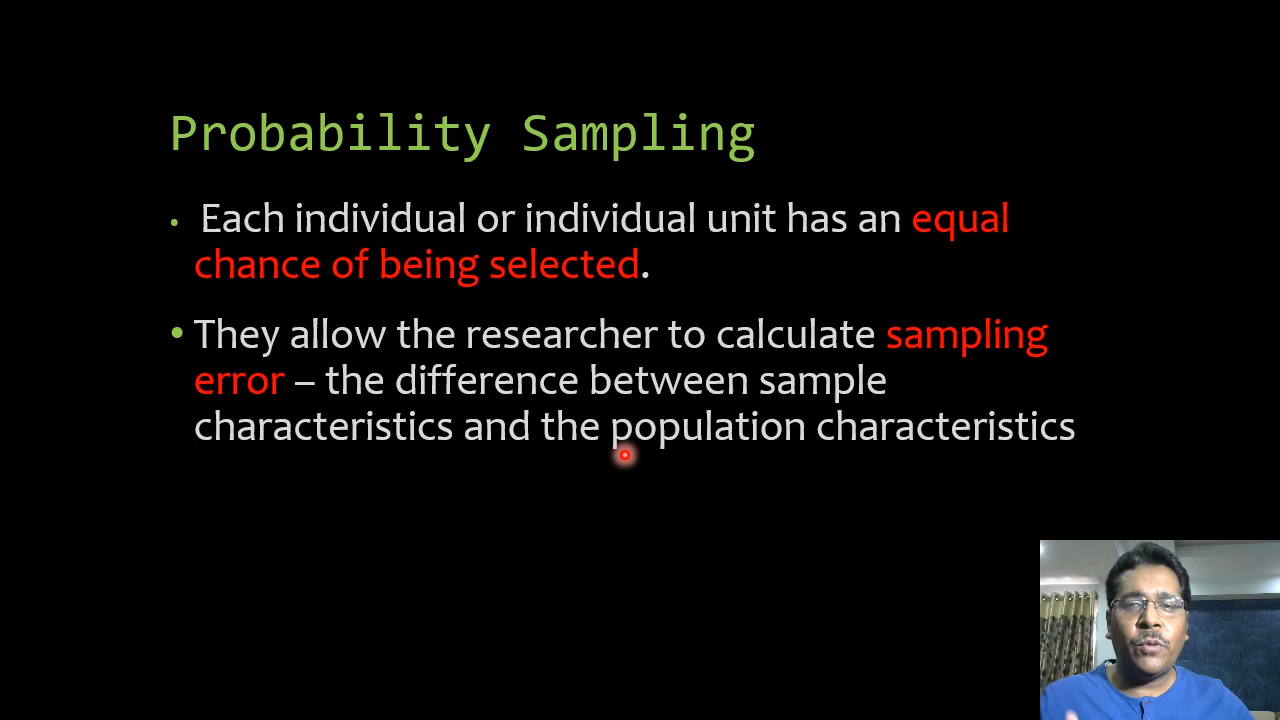 Probability Sampling
• Each individual or individual unit has an equal
chance of being selected.
• They allow the researcher to calculate sampling
error – the difference between sample
characteristics and the population characteristics